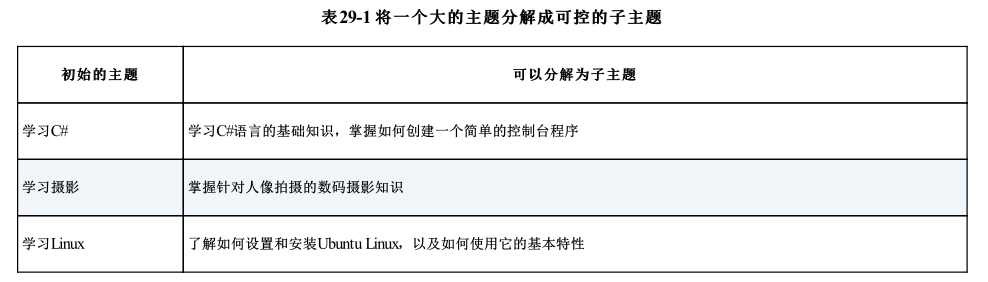 表29-1 将一个大的主题分解成可控的子主题
初始的主题
可以分解为子主题
学习C#
学习C#语言的基础知识，掌握如何创建一个简单的控制台程序
学习摄影
掌握针对人像拍摄的数码摄影知识
学习Linux
了解如何设置和安装Ubuntu Linux，以及如何使用它的基本特性